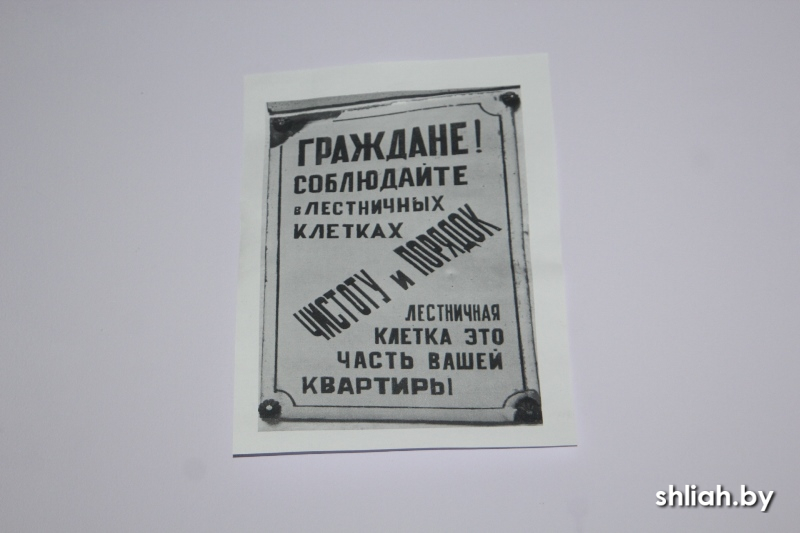 ГРАЖДАНЕ!
СОБЛЮДАЙТЕ
в ЛЕСТНИЧНЫХ
КЛЕТКАХ
ЧИСТОТУ и ПОРЯДОК
ЛЕСТНИЧНАЯ
КЛЕТКА ЭТО
ЧАСТЬ ВАШЕЙ
КВАРТИРЫ
shliah.by